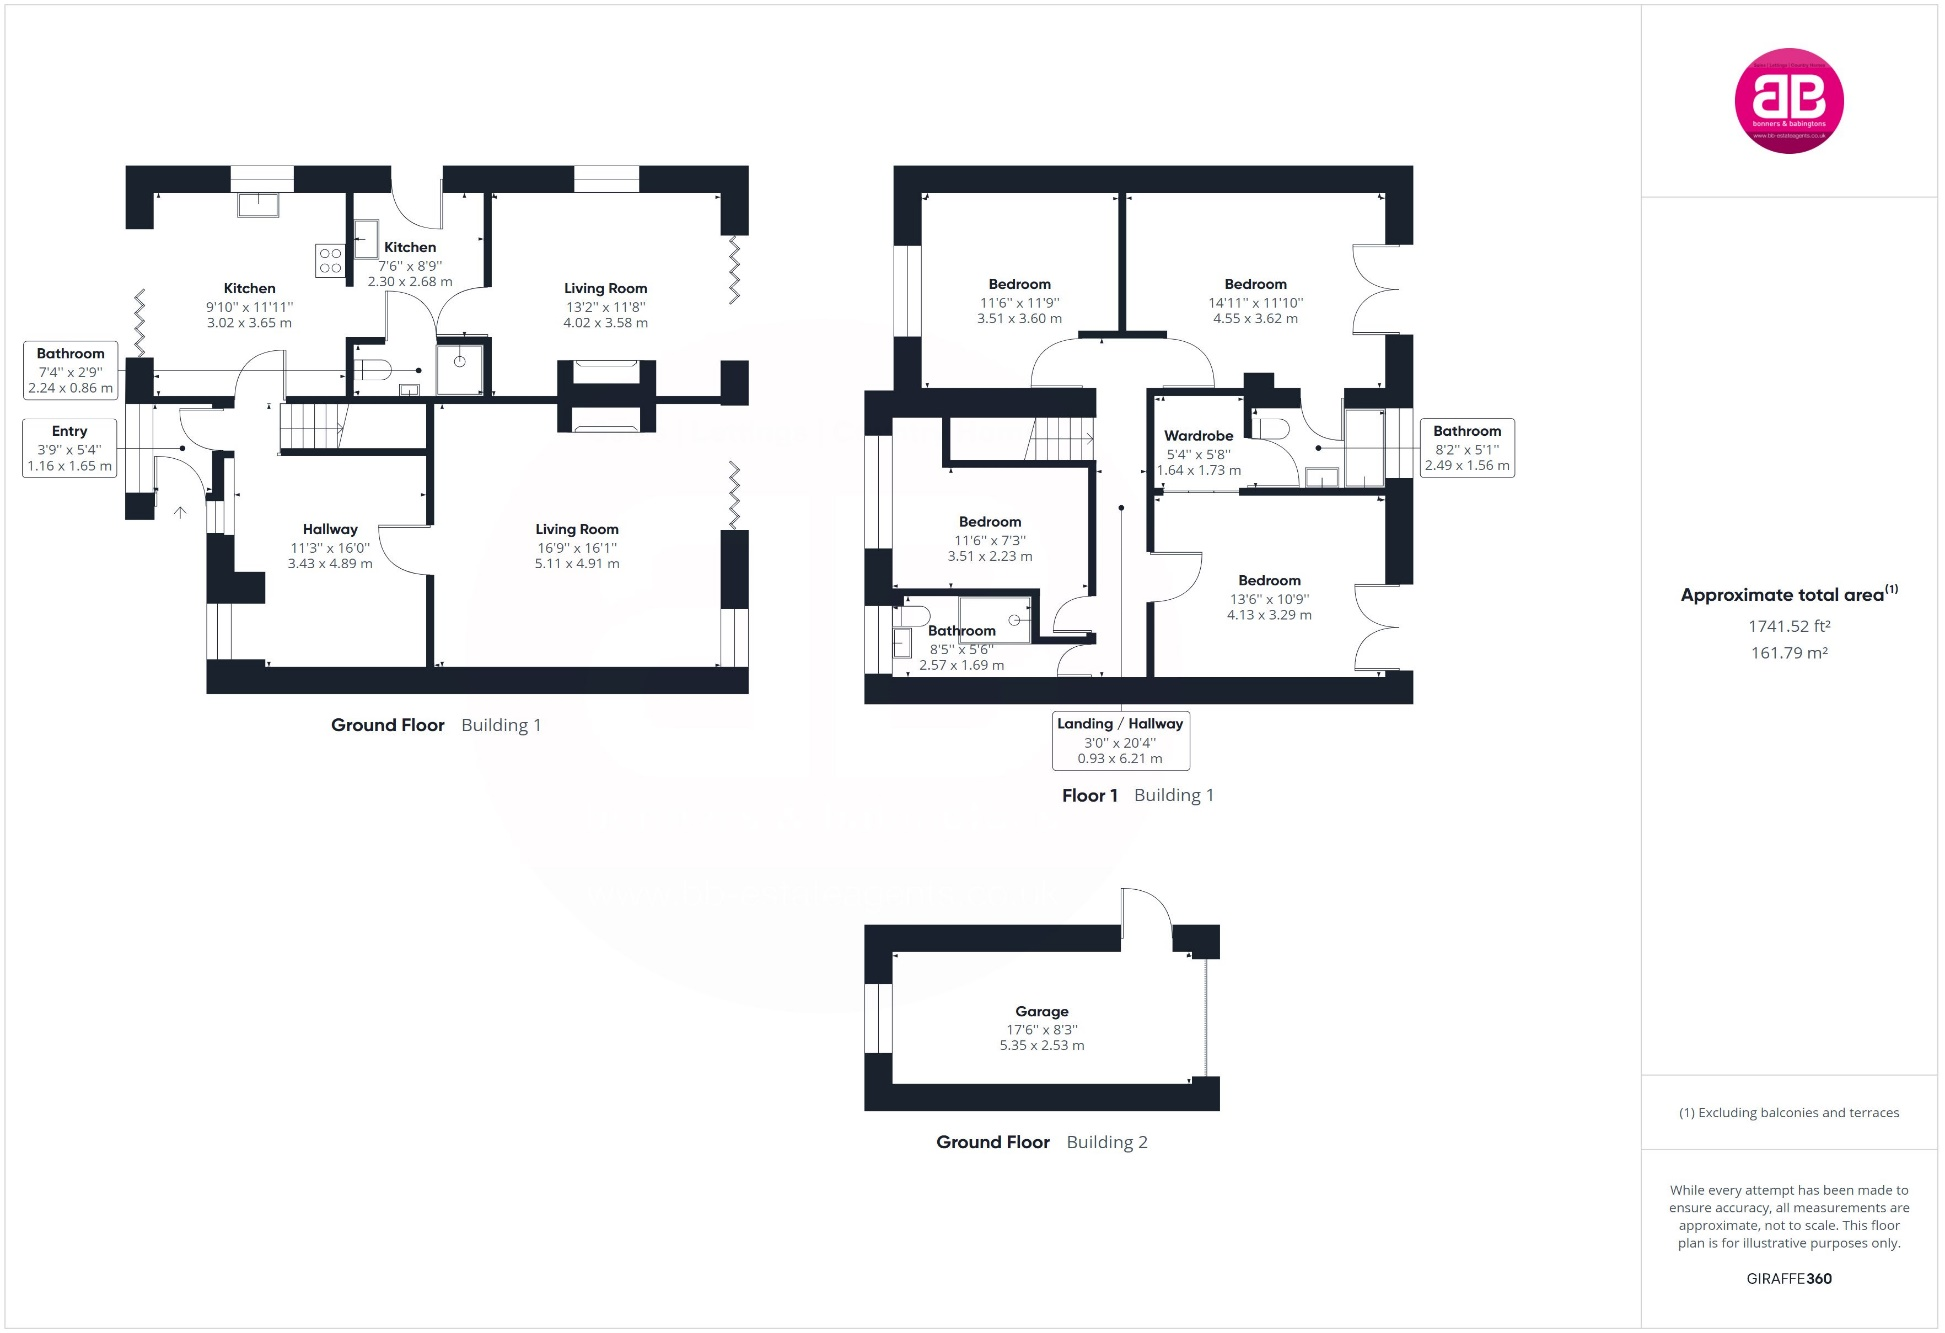 Kitchen
9'10" x 11'11"
3.02 x 3.65 m
Kitchen
7'6" x 8'9"
2.30 x 2.68 m
Living Room
13'2" x 11'8"
4.02 x 3.58 m
Bathroom
7'4" x 2'9"
2.24 x 0.86 m
Entry
3'9" x 5'4"
1.16 x 1.65 m
Hallway
11'3" x 16'0"
3.43 x 4.89 m
Living Room
16'9" x 16'1"
5.11 x 4.91 m
Ground Floor Building 1
Bedroom
11'6" x 11'9"
3.51 x 3.60 m
Bedroom
14'11" x 11'10"
4.55 x 3.62 m
Wardrobe
5'4" x 5'8"
1.64 x 1.73 m
Bathroom
8'2" x 5'1"
2.49 x 1.56 m
Bedroom
11'6" x 7'3"
3.51 x 2.23 m
Bedroom
13'6" x 10'9"
4.13 x 3.29 m
Bathroom
8'5" x 5'6"
2.57 x 1.69 m
Landing / Hallway
3'0" x 20'4"
0.93 x 6.21 m
Floor 1 Building 1
Garage
17'6" x 8'3"
5.35 x 2.53 m
Ground Floor Building 2
BB
bonners & babingtons
www.bb-estateagents.co.uk
Approximate total area(1)
1741.52 ft²
161.79 m²
(1) Excluding balconies and terraces
While every attempt has been made to
ensure accuracy, all measurements are
approximate, not to scale. This floor
plan is for illustrative purposes only.
GIRAFFE360